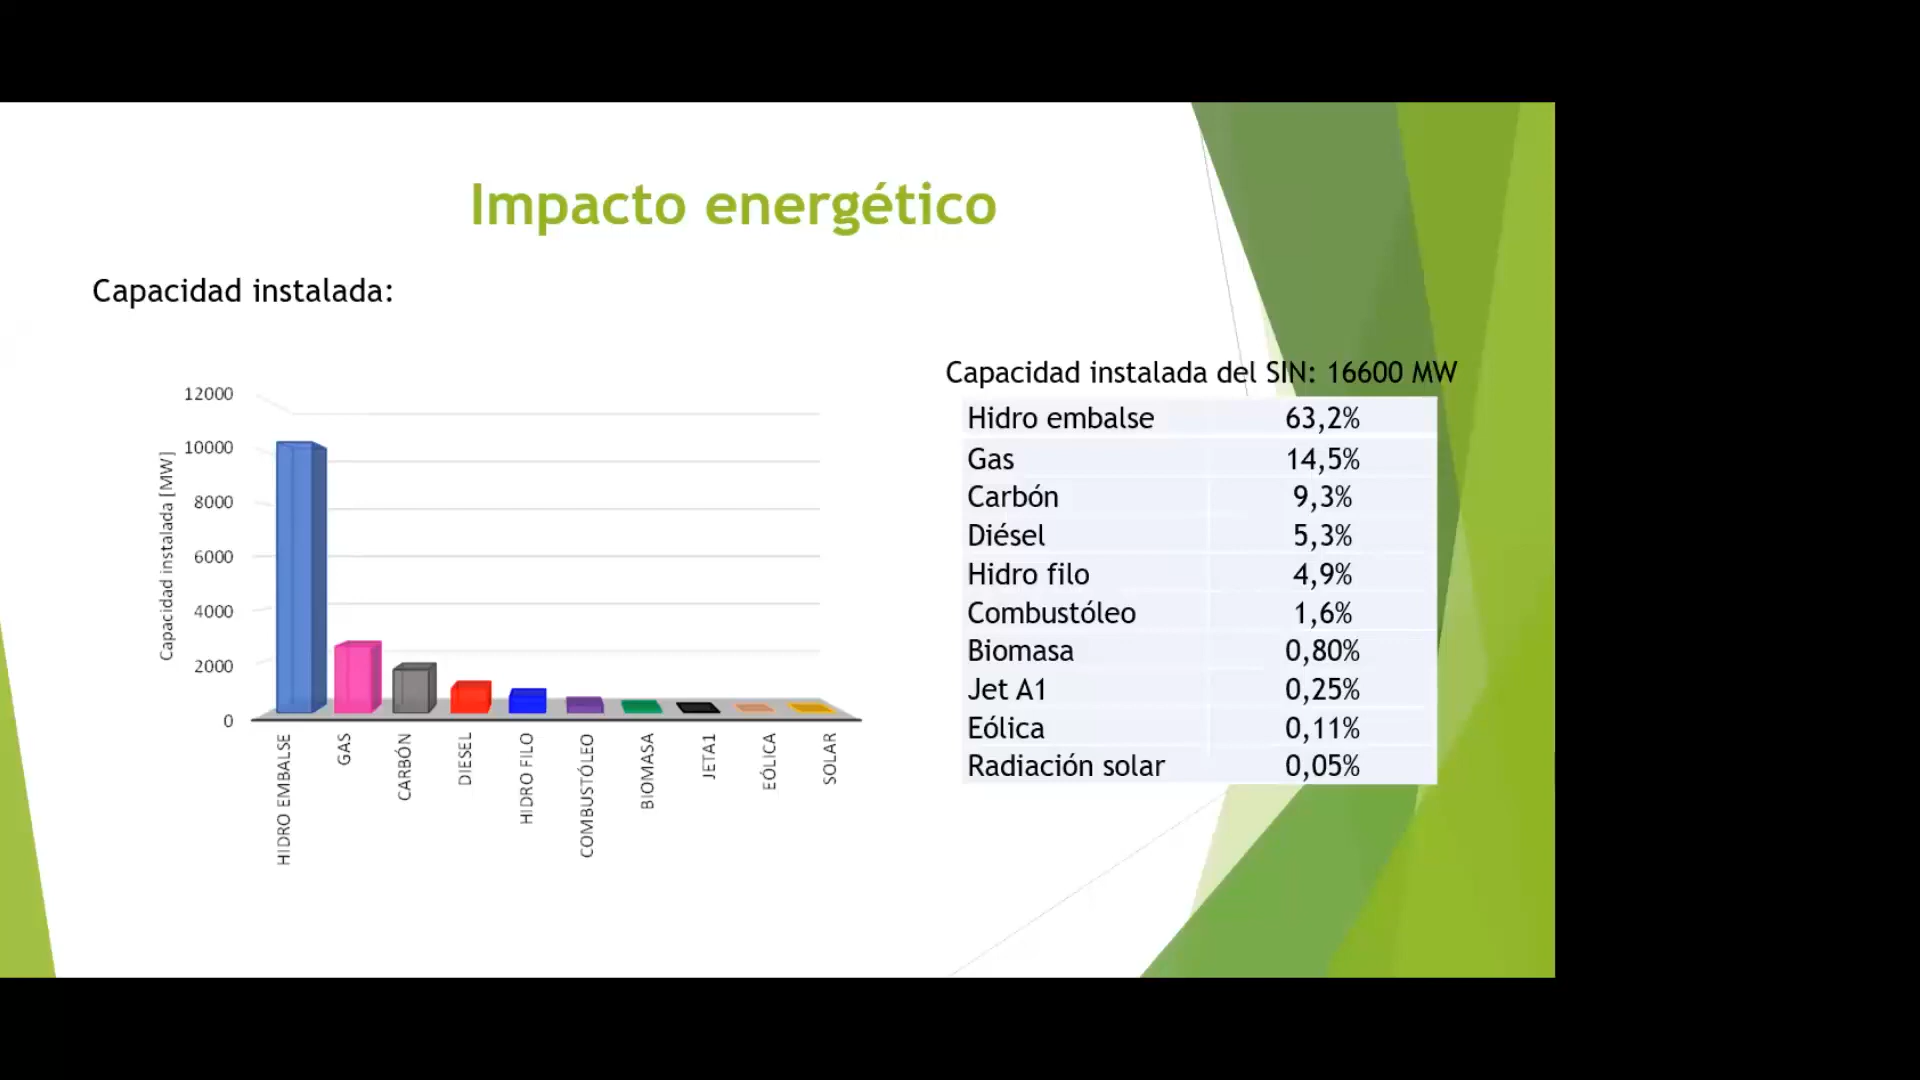 Impacto energético
Capacidad instalada:
Capacidad instalada [MW]
12000
10000
8000
6000
4000
2000
0
HIDRO EMBALSE
GAS
CARBÓN
DIESEL
HIDRO FILO
COMBUSTÓLEO
BIOMASA
JETA1
EÓLICA
SOLAR
Capacidad instalada del SIN: 16600 MW
Hidro embalse 63,2%
Gas 14,5%
Carbón 9,3%
Diésel 5,3%
Hidro filo 4,9%
Combustóleo 1,6%
Biomasa 0,80%
Jet A1 0,25%
Eólica 0,11%
Radiación solar 0,05%